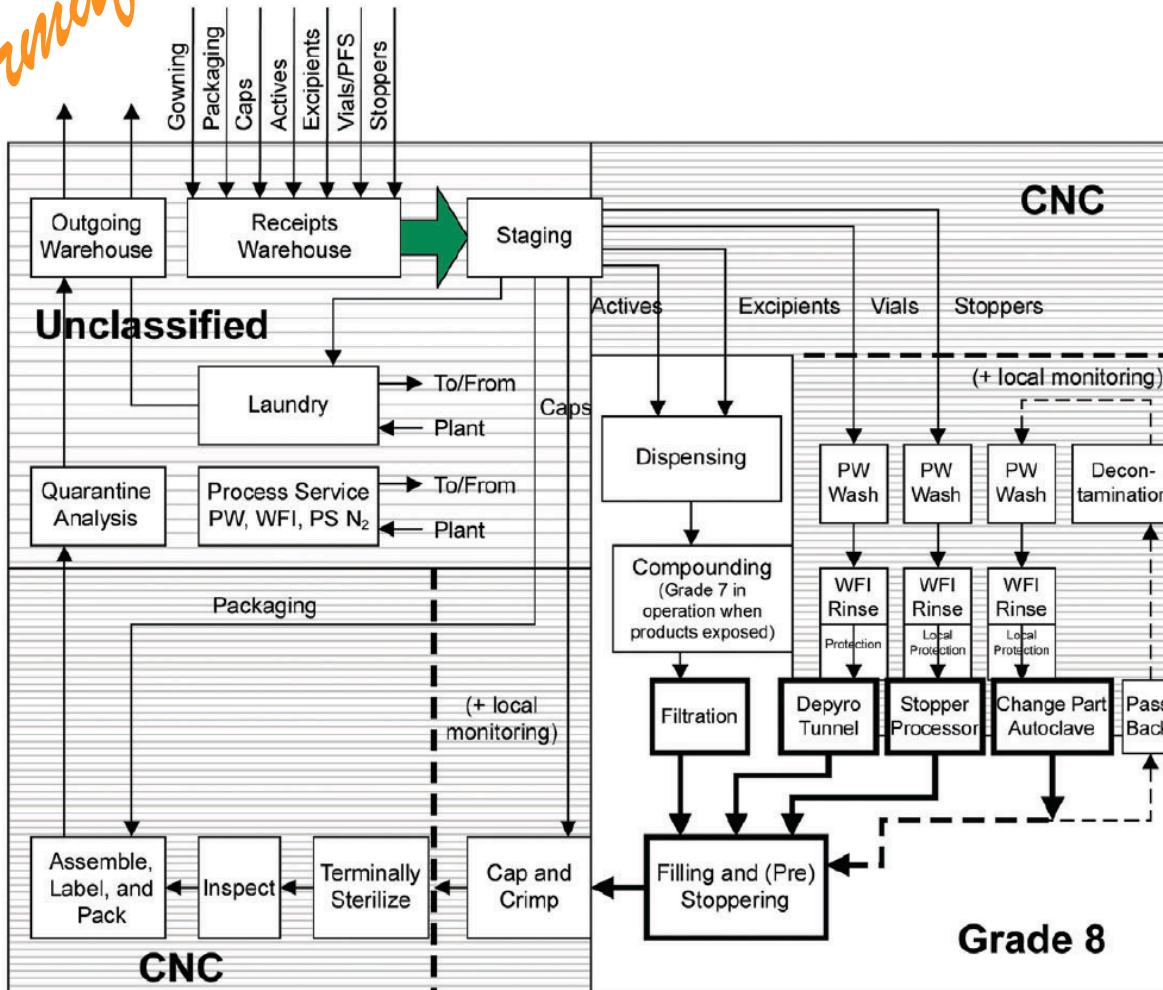 Gowning
Packaging
Caps
Actives
Excipients
Vials/PFS
Stoppers
Outgoing
Warehouse
Receipts
Warehouse
Staging
CNC
Unclassified
Actives
Excipients
Vials
Stoppers
(+ local monitoring)
Laundry
To/From
Plant
Caps
Dispensing
PW
Wash
PW
Wash
PW
Wash
Decon-
tamination
Quarantine
Analysis
Process Service
PW, WFI, PS N₂
To/From
Plant
Compounding
(Grade 7 in
operation when
products exposed)
WFI
Rinse
Protection
WFI
Rinse
Local
Protection
WFI
Rinse
Local
Protection
Packaging
(+ local
monitoring)
Filtration
Depyro
Tunnel
Stopper
Processor
Change Part
Autoclave
Pass
Back
Assemble,
Label, and
Pack
Inspect
Terminally
Sterilize
Cap and
Crimp
Filling and (Pre)
Stoppering
Grade 8
CNC